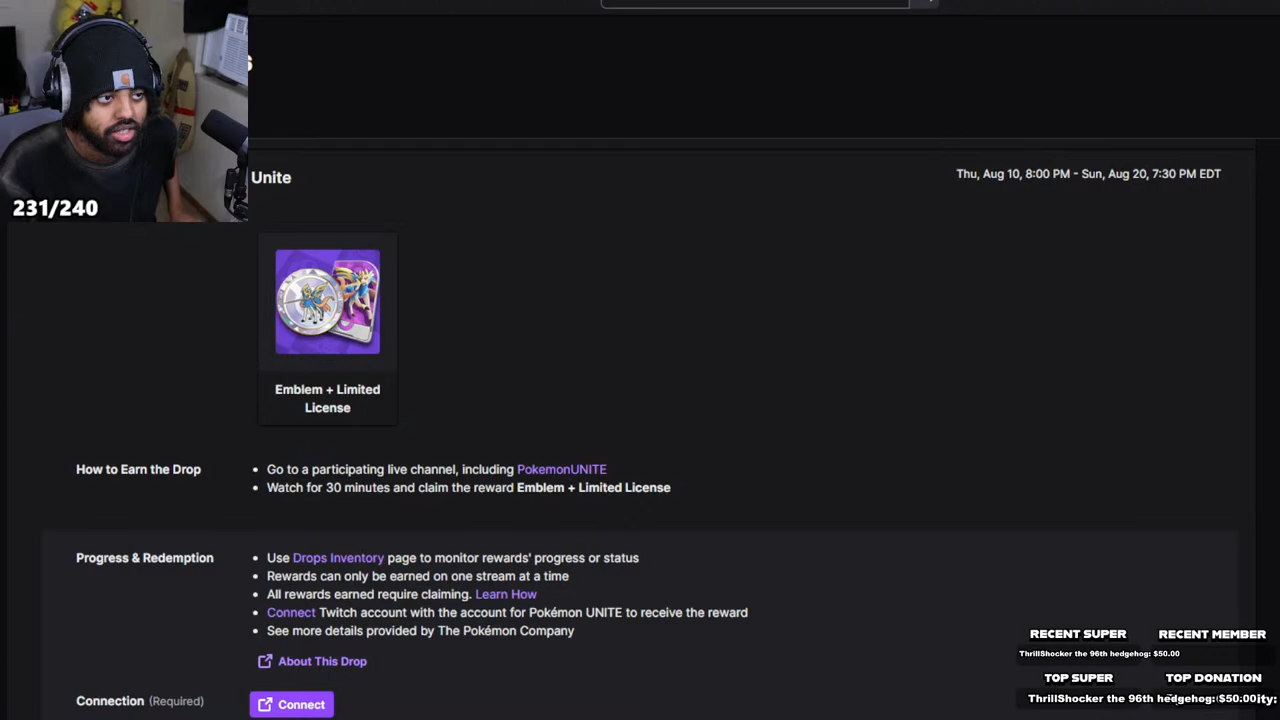 231/240
Unite
Thu, Aug 10, 8:00 PM - Sun, Aug 20, 7:30 PM EDT
Emblem + Limited
License
How to Earn the Drop
• Go to a participating live channel, including PokemonUNITE
• Watch for 30 minutes and claim the reward Emblem + Limited License
Progress & Redemption
• Use Drops Inventory page to monitor rewards' progress or status
• Rewards can only be earned on one stream at a time
• All rewards earned require claiming. Learn How
• Connect Twitch account with the account for Pokémon UNITE to receive the reward
• See more details provided by The Pokémon Company
About This Drop
Connection (Required)
Connect
RECENT SUPER
ThrillShocker the 96th hedgehog: $50.00
RECENT MEMBER
TOP SUPER
TOP DONATION
ThrillShocker the 96th hedgehog: $50.00
ity: